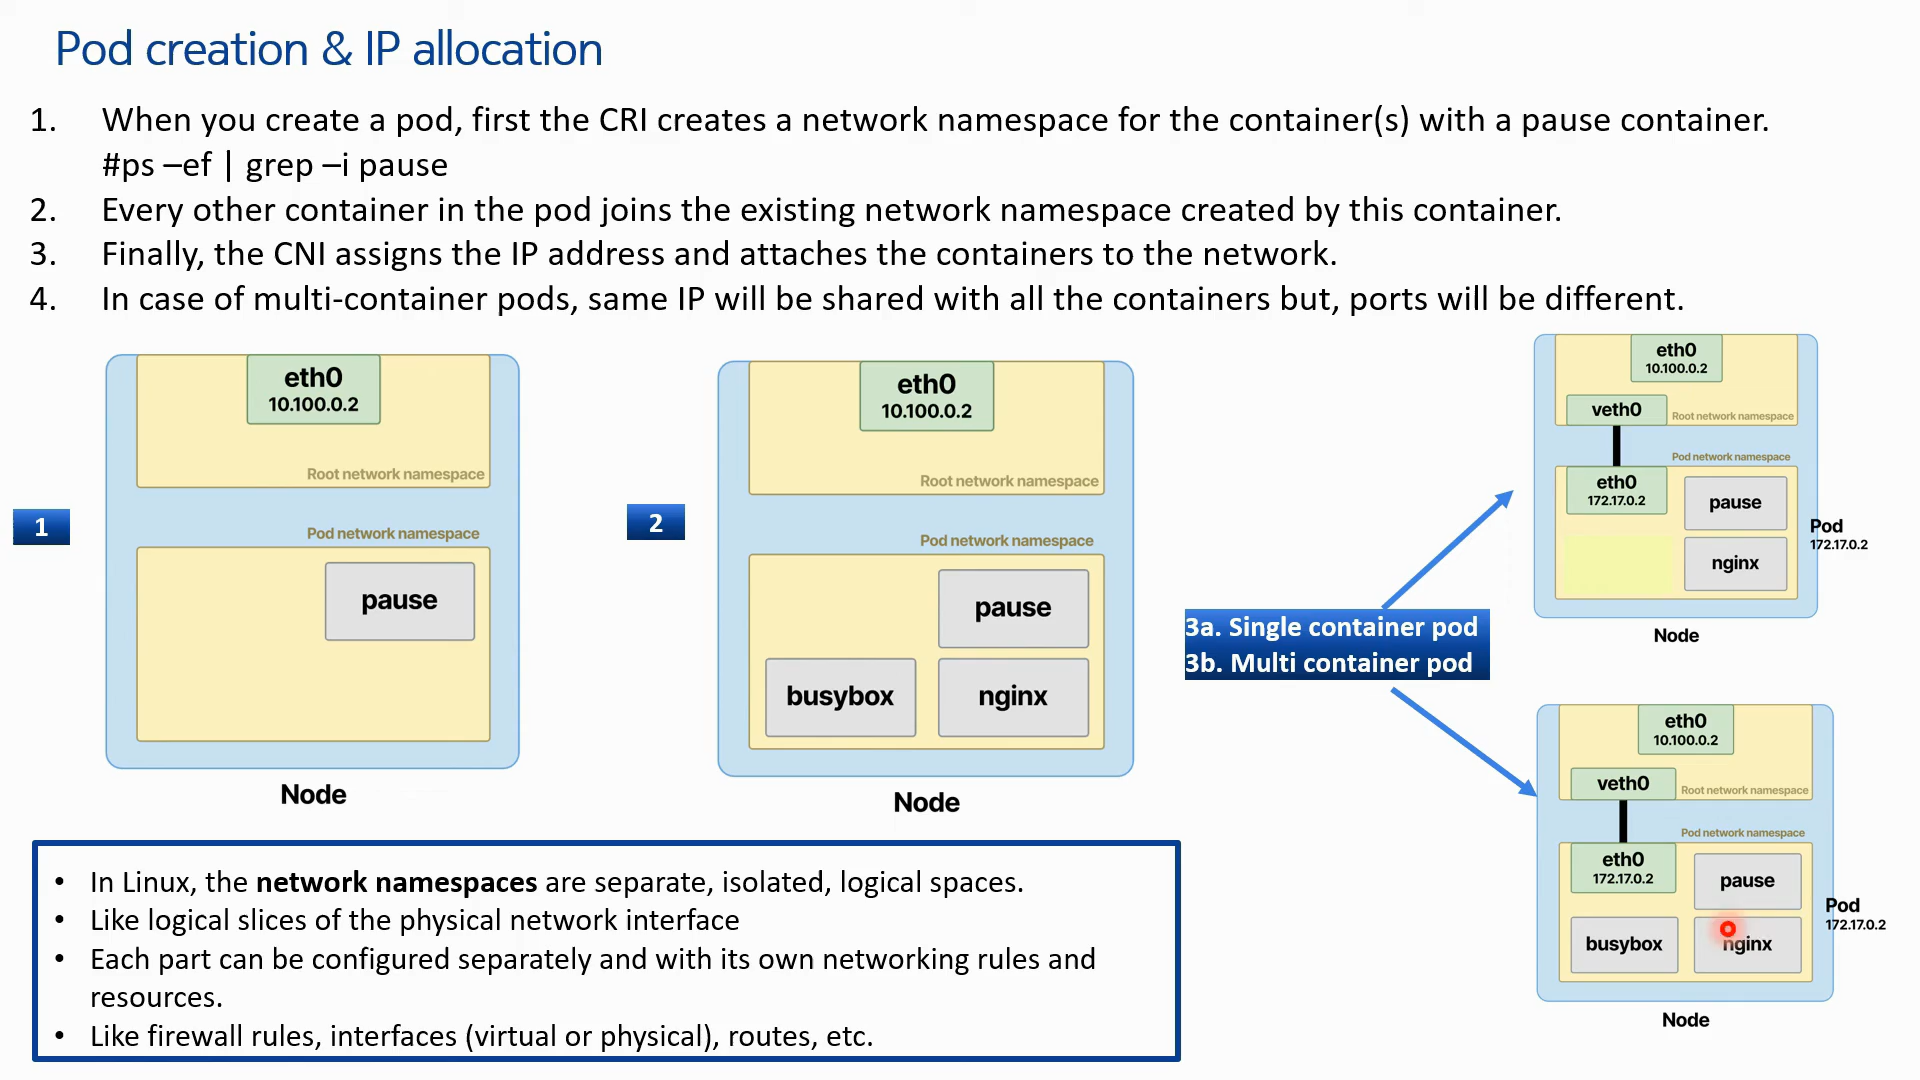 Pod creation & IP allocation
1. When you create a pod, first the CRI creates a network namespace for the container(s) with a pause container.
#ps –ef | grep –i pause
2. Every other container in the pod joins the existing network namespace created by this container.
3. Finally, the CNI assigns the IP address and attaches the containers to the network.
4. In case of multi-container pods, same IP will be shared with all the containers but, ports will be different.
1
eth0
10.100.0.2
Root network namespace
Pod network namespace
pause
Node
2
eth0
10.100.0.2
Root network namespace
Pod network namespace
pause
busybox
nginx
Node
3a. Single container pod
3b. Multi container pod
eth0
10.100.0.2
veth0
Root network namespace
Pod network namespace
eth0
172.17.0.2
pause
nginx
Pod
172.17.0.2
Node
eth0
10.100.0.2
veth0
Root network namespace
Pod network namespace
eth0
172.17.0.2
pause
busybox
nginx
Pod
172.17.0.2
Node
• In Linux, the network namespaces are separate, isolated, logical spaces.
• Like logical slices of the physical network interface
• Each part can be configured separately and with its own networking rules and
resources.
• Like firewall rules, interfaces (virtual or physical), routes, etc.